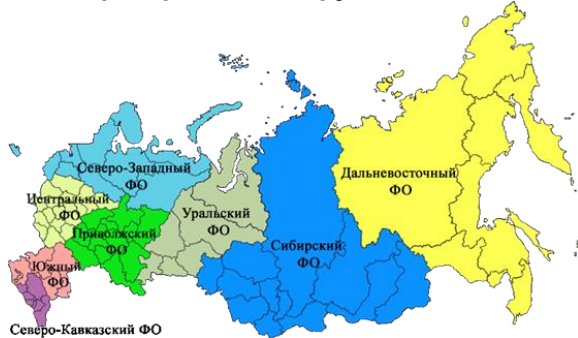 Северо-Западный
ФО
Центральный
ФО
Приволжский
ФО
Уральский
ФО
Сибирский
ФО
Дальневосточный
ФО
Южный
ФО
Северо-Кавказский ФО